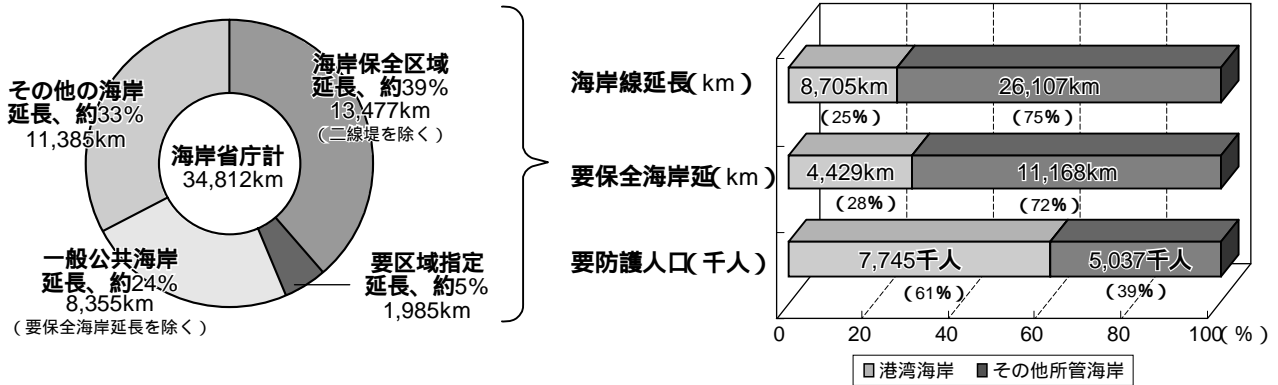 海岸保全区域
延長、約39%
13,477km
(二線堤を除く)
その他の海岸
延長、約33%
11,385km
海岸省庁計
34,812km
一般公共海岸
延長、約24%
8,355km
(要保全海岸延長を除く)
要区域指定
延長、約5%
1,985km
海岸線延長(km)
8,705km
26,107km
(25%)
(75%)
要保全海岸延(km)
4,429km
11,168km
(28%)
(72%)
要防護人口(千人)
7,745千人
5,037千人
(61%)
(39%)
0 20 40 60 80 100(%)
港湾海岸 その他所管海岸